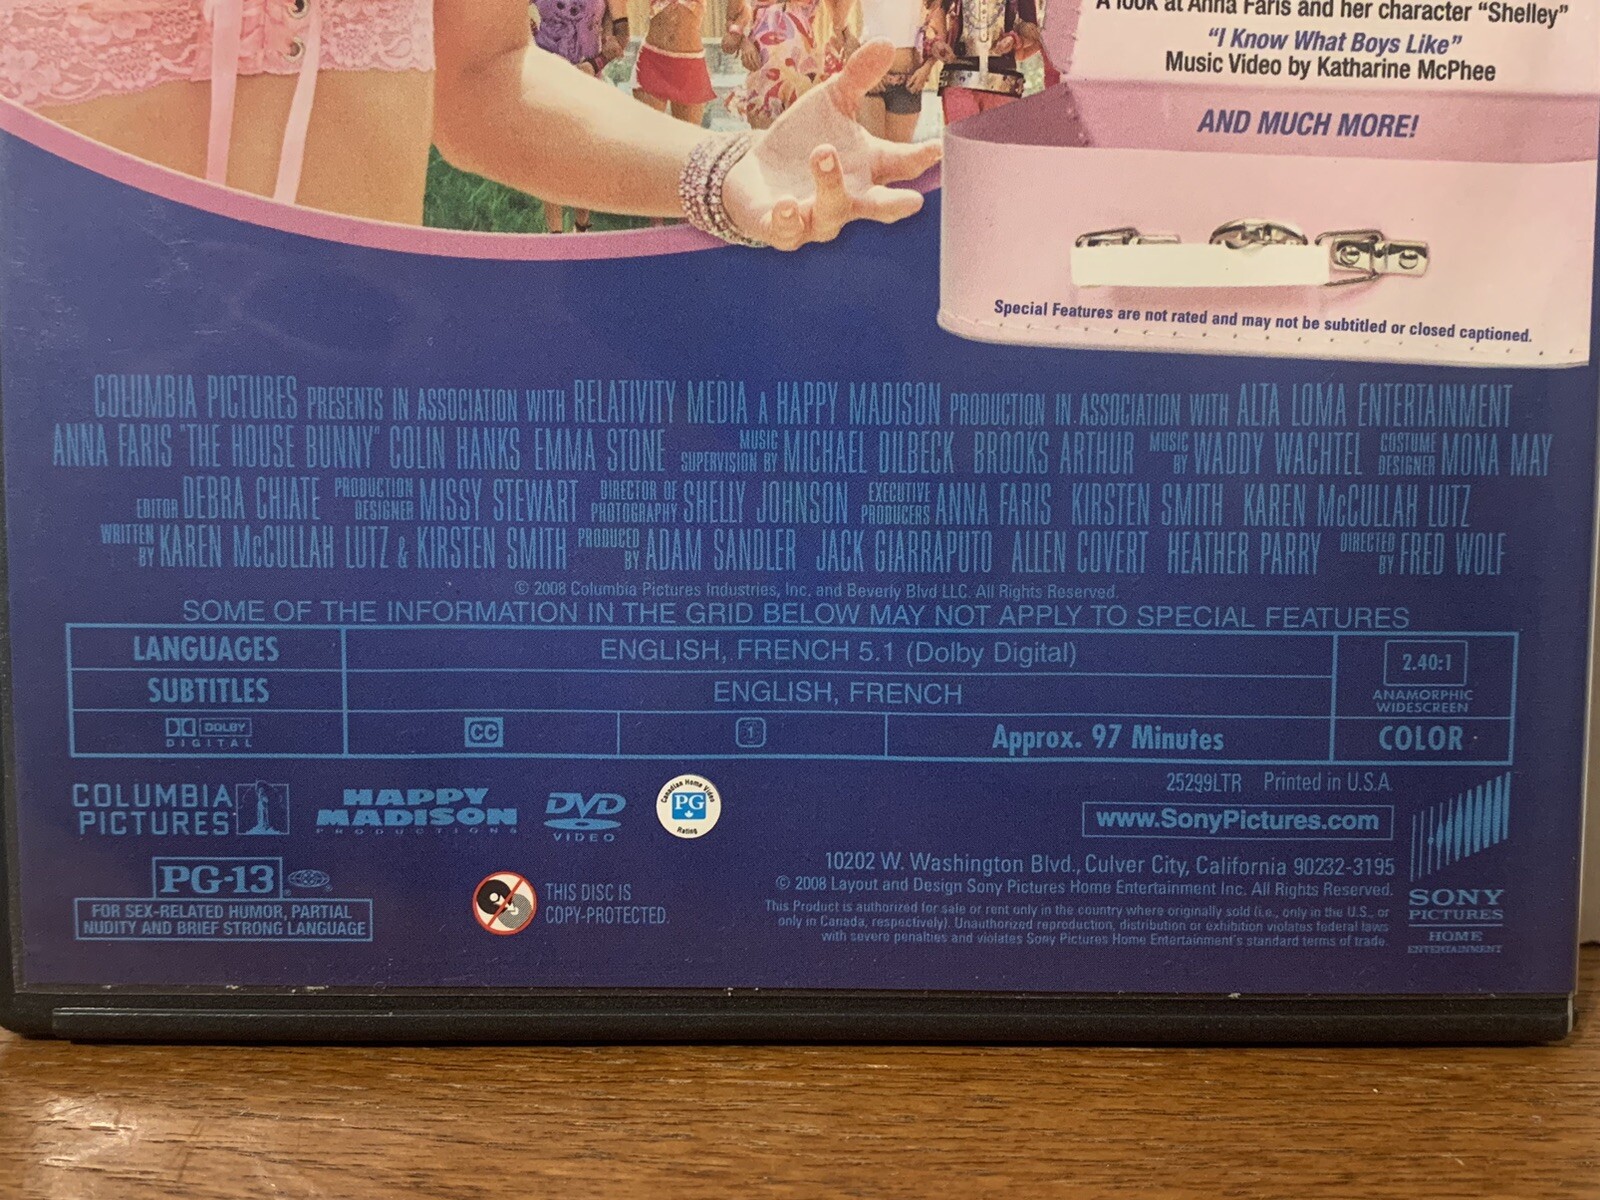 A look at Anna Faris and her character "Shelley"
"I Know What Boys Like"
Music Video by Katharine McPhee
AND MUCH MORE!
Special Features are not rated and may not be subtitled or closed captioned.
COLUMBIA PICTURES PRESENTS IN ASSOCIATION WITH RELATIVITY MEDIA A HAPPY MADISON PRODUCTION IN ASSOCIATION WITH ALTA LOMA ENTERTAINMENT
ANNA FARIS "THE HOUSE BUNNY" COLIN HANKS EMMA STONE MUSIC SUPERVISION BY MICHAEL DILBECK BROOKS ARTHUR MUSIC BY WADDY WACHTEL COSTUME DESIGNER MONA MAY
EDITOR DEBRA CHIATE PRODUCTION DESIGNER MISSY STEWART DIRECTOR OF PHOTOGRAPHY SHELLY JOHNSON EXECUTIVE PRODUCERS ANNA FARIS KIRSTEN SMITH KAREN McCULLAH LUTZ
WRITTEN BY KAREN McCULLAH LUTZ & KIRSTEN SMITH PRODUCED BY ADAM SANDLER JACK GIARRAPUTO ALLEN COVERT HEATHER PARRY DIRECTED BY FRED WOLF
© 2008 Columbia Pictures Industries, Inc. and Beverly Blvd LLC. All Rights Reserved.
SOME OF THE INFORMATION IN THE GRID BELOW MAY NOT APPLY TO SPECIAL FEATURES
LANGUAGES ENGLISH, FRENCH 5.1 (Dolby Digital)
2.40:1
SUBTITLES ENGLISH, FRENCH
ANAMORPHIC
WIDESCREEN
DOLBY
DIGITAL
CC
1
Approx. 97 Minutes
COLOR
COLUMBIA
PICTURES
HAPPY
MADISON
PRODUCTIONS
DVD
VIDEO
Canadian Home Video
PG
Rating
25299LTR Printed in U.S.A.
www.SonyPictures.com
PG-13
FOR SEX-RELATED HUMOR, PARTIAL
NUDITY AND BRIEF STRONG LANGUAGE
THIS DISC IS
COPY-PROTECTED.
10202 W. Washington Blvd., Culver City, California 90232-3195
© 2008 Layout and Design Sony Pictures Home Entertainment Inc. All Rights Reserved.
This Product is authorized for sale or rent only in the country where originally sold (i.e., only in the U.S., or
only in Canada, respectively). Unauthorized reproduction, distribution or exhibition violates federal laws
with severe penalties and violates Sony Pictures Home Entertainment's standard terms of trade.
SONY
PICTURES
HOME
ENTERTAINMENT